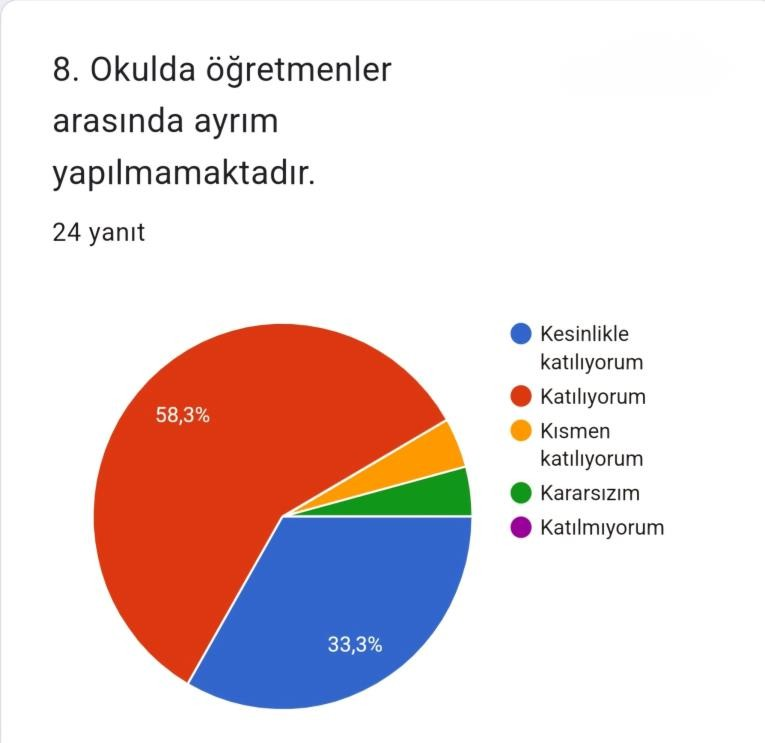 8. Okulda öğretmenler
arasında ayrım
yapılmamaktadır.
24 yanıt
58,3%
33,3%
Kesinlikle
katılıyorum
Katılıyorum
Kısmen
katılıyorum
Kararsızım
Katılmıyorum